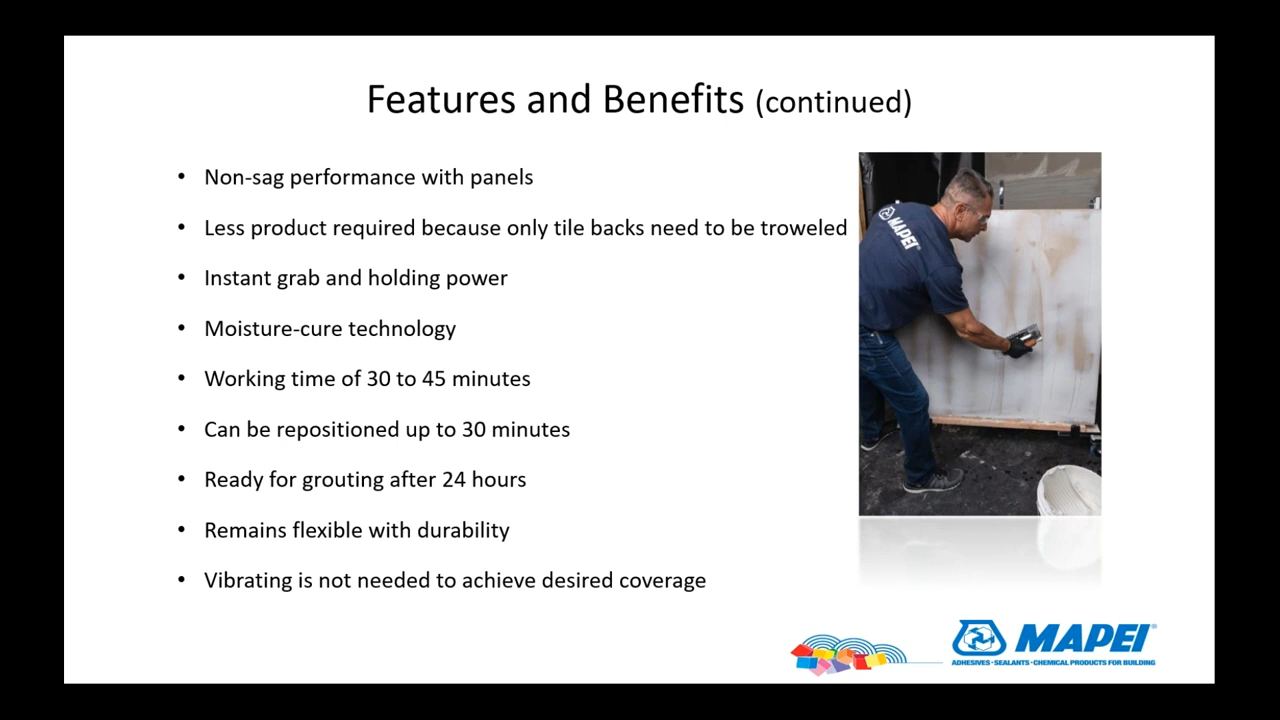 Features and Benefits (continued)
• Non-sag performance with panels
• Less product required because only tile backs need to be troweled
• Instant grab and holding power
• Moisture-cure technology
• Working time of 30 to 45 minutes
• Can be repositioned up to 30 minutes
• Ready for grouting after 24 hours
• Remains flexible with durability
• Vibrating is not needed to achieve desired coverage
MAPEI
MAPEI®
ADHESIVES • SEALANTS • CHEMICAL PRODUCTS FOR BUILDING